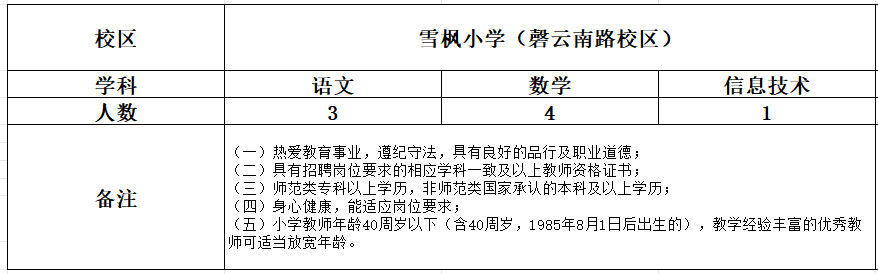 校区 雪枫小学（磬云南路校区）
学科 语文 数学 信息技术
人数 3 4 1
备注
（一）热爱教育事业，遵纪守法，具有良好的品行及职业道德；
（二）具有招聘岗位要求的相应学科一致及以上教师资格证书；
（三）师范类专科以上学历，非师范类国家承认的本科及以上学历；
（四）身心健康，能适应岗位要求；
（五）小学教师年龄40周岁以下（含40周岁，1985年8月1日后出生的），教学经验丰富的优秀教
师可适当放宽年龄。